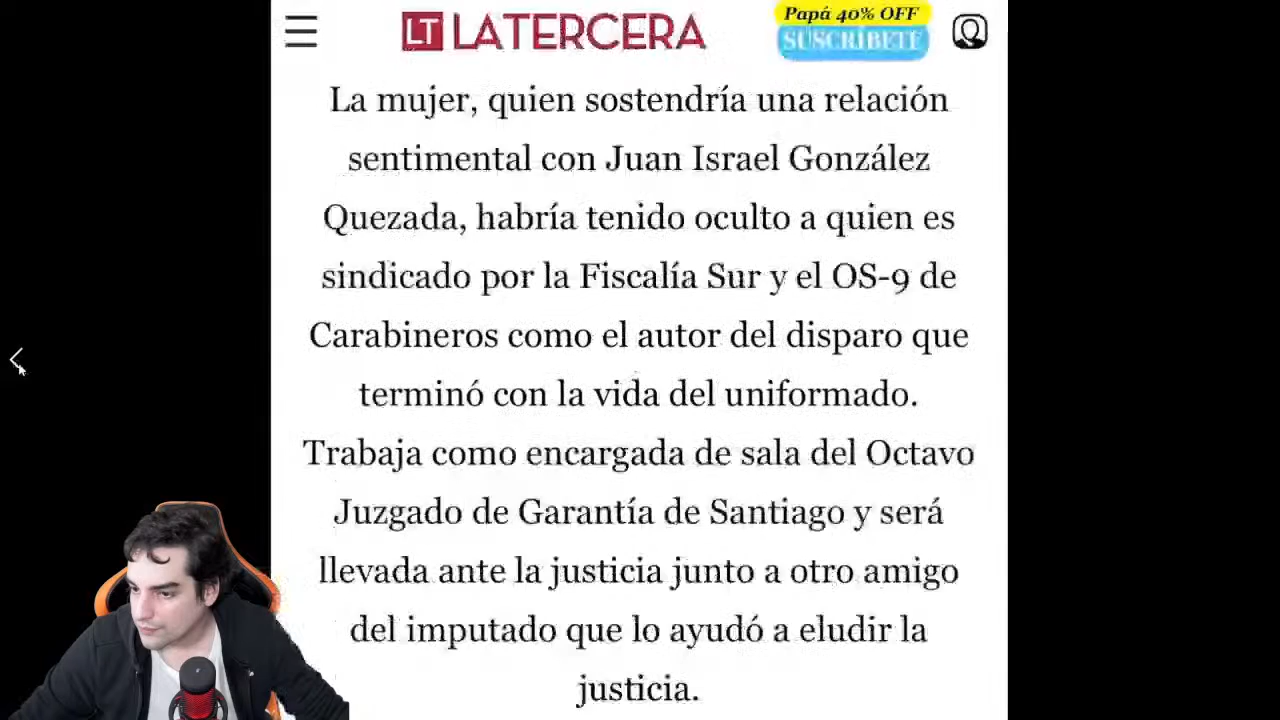 LT LATERCERA
Papá 40% OFF
SUSCRÍBETE
La mujer, quien sostendría una relación
sentimental con Juan Israel González
Quezada, habría tenido oculto a quien es
sindicado por la Fiscalía Sur y el OS-9 de
Carabineros como el autor del disparo que
terminó con la vida del uniformado.
Trabaja como encargada de sala del Octavo
Juzgado de Garantía de Santiago y será
llevada ante la justicia junto a otro amigo
del imputado que lo ayudó a eludir la
justicia.